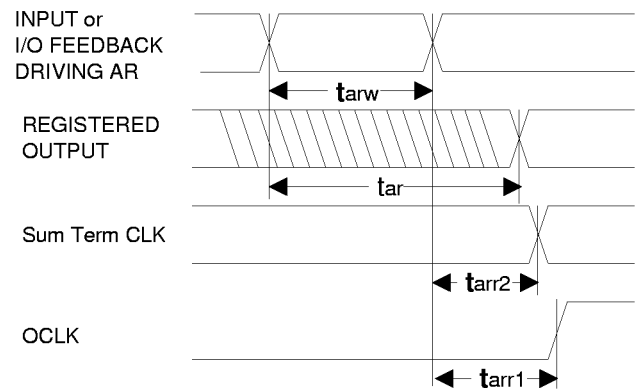 INPUT or
I/O FEEDBACK
DRIVING AR
tarw
REGISTERED
OUTPUT
tar
Sum Term CLK
tarr2
OCLK
tarr1